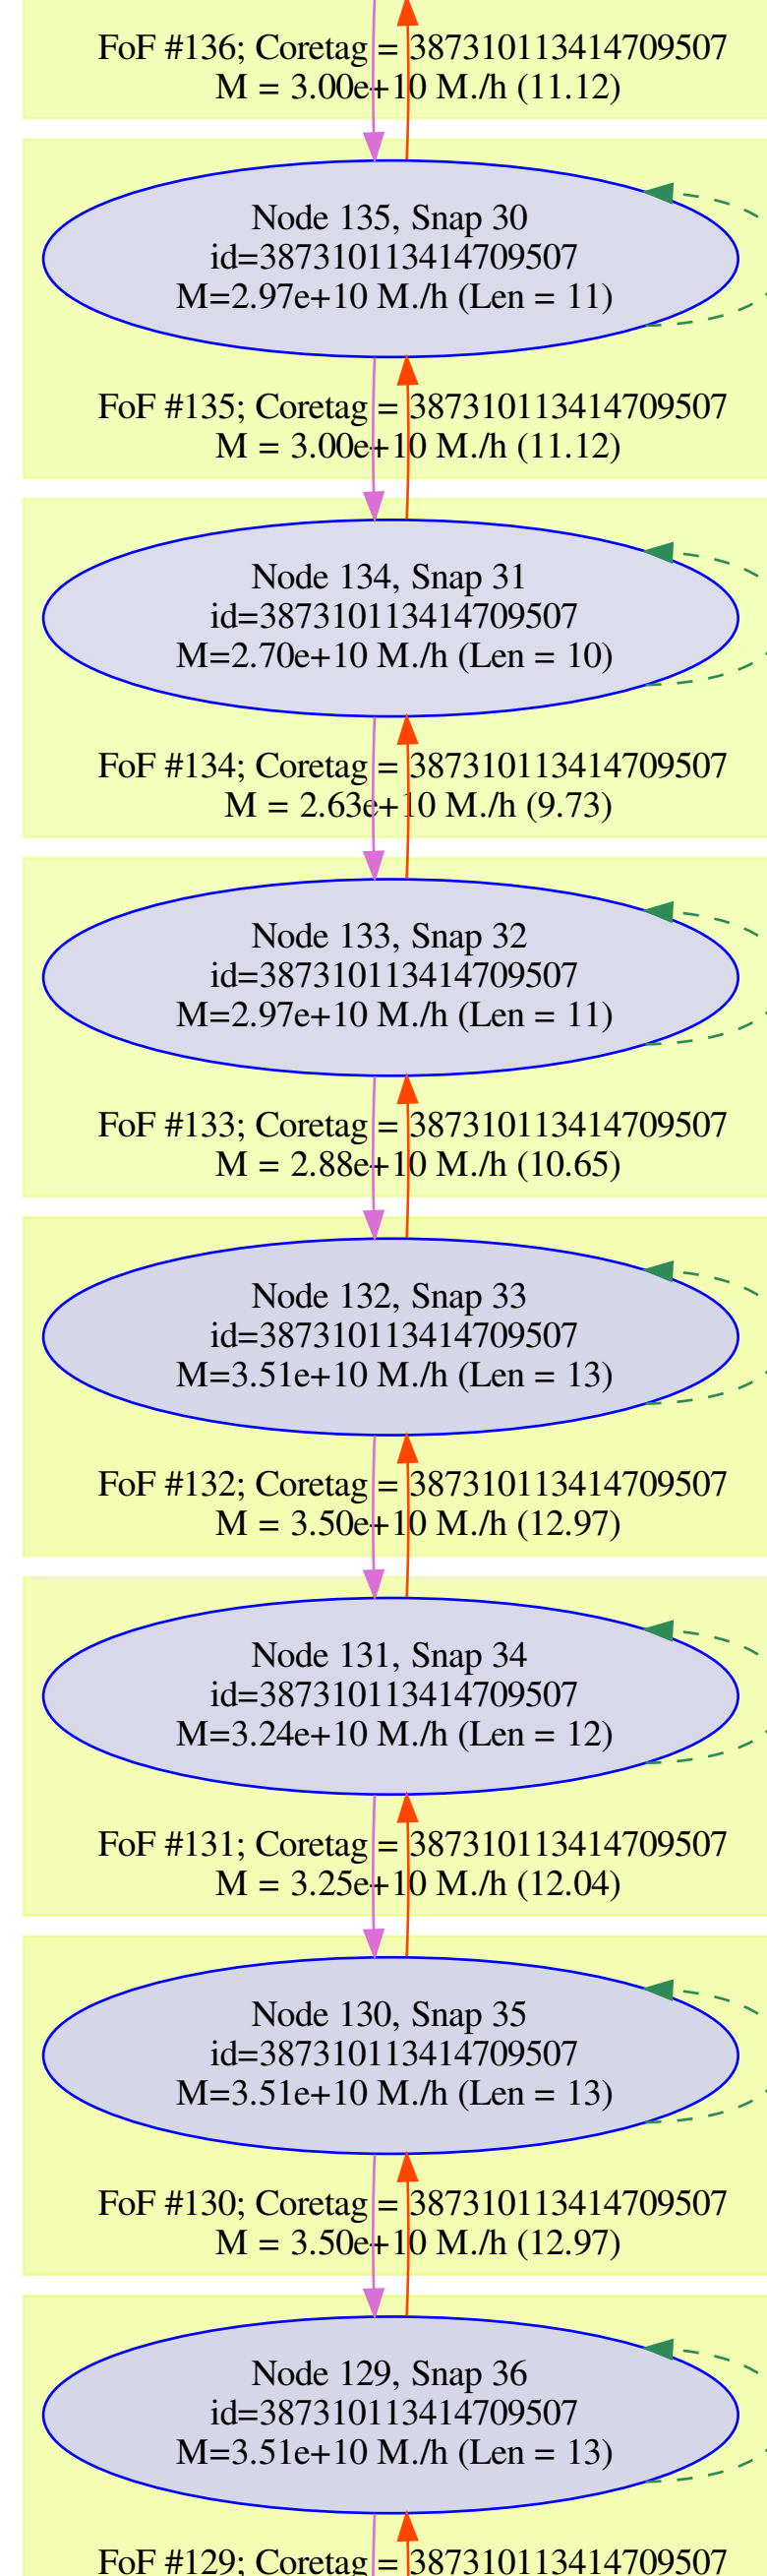 FoF #136; Coretag = 387310113414709507
M = 3.00e+10 M./h (11.12)
Node 135, Snap 30
id=387310113414709507
M=2.97e+10 M./h (Len = 11)
FoF #135; Coretag = 387310113414709507
M = 3.00e+10 M./h (11.12)
Node 134, Snap 31
id=387310113414709507
M=2.70e+10 M./h (Len = 10)
FoF #134; Coretag = 387310113414709507
M = 2.63e+10 M./h (9.73)
Node 133, Snap 32
id=387310113414709507
M=2.97e+10 M./h (Len = 11)
FoF #133; Coretag = 387310113414709507
M = 2.88e+10 M./h (10.65)
Node 132, Snap 33
id=387310113414709507
M=3.51e+10 M./h (Len = 13)
FoF #132; Coretag = 387310113414709507
M = 3.50e+10 M./h (12.97)
Node 131, Snap 34
id=387310113414709507
M=3.24e+10 M./h (Len = 12)
FoF #131; Coretag = 387310113414709507
M = 3.25e+10 M./h (12.04)
Node 130, Snap 35
id=387310113414709507
M=3.51e+10 M./h (Len = 13)
FoF #130; Coretag = 387310113414709507
M = 3.50e+10 M./h (12.97)
Node 129, Snap 36
id=387310113414709507
M=3.51e+10 M./h (Len = 13)
FoF #129; Coretag = 387310113414709507